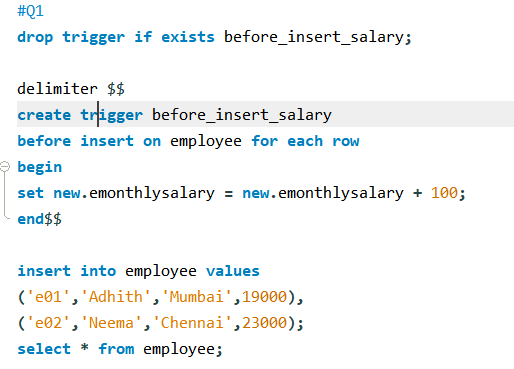 #Q1
drop trigger if exists before_insert_salary;
delimiter $$
create trigger before_insert_salary
before insert on employee for each row
begin
set new.emonthlysalary = new.emonthlysalary + 100;
end$$
insert into employee values
('e01','Adhith','Mumbai',19000),
('e02','Neema','Chennai',23000);
select * from employee;